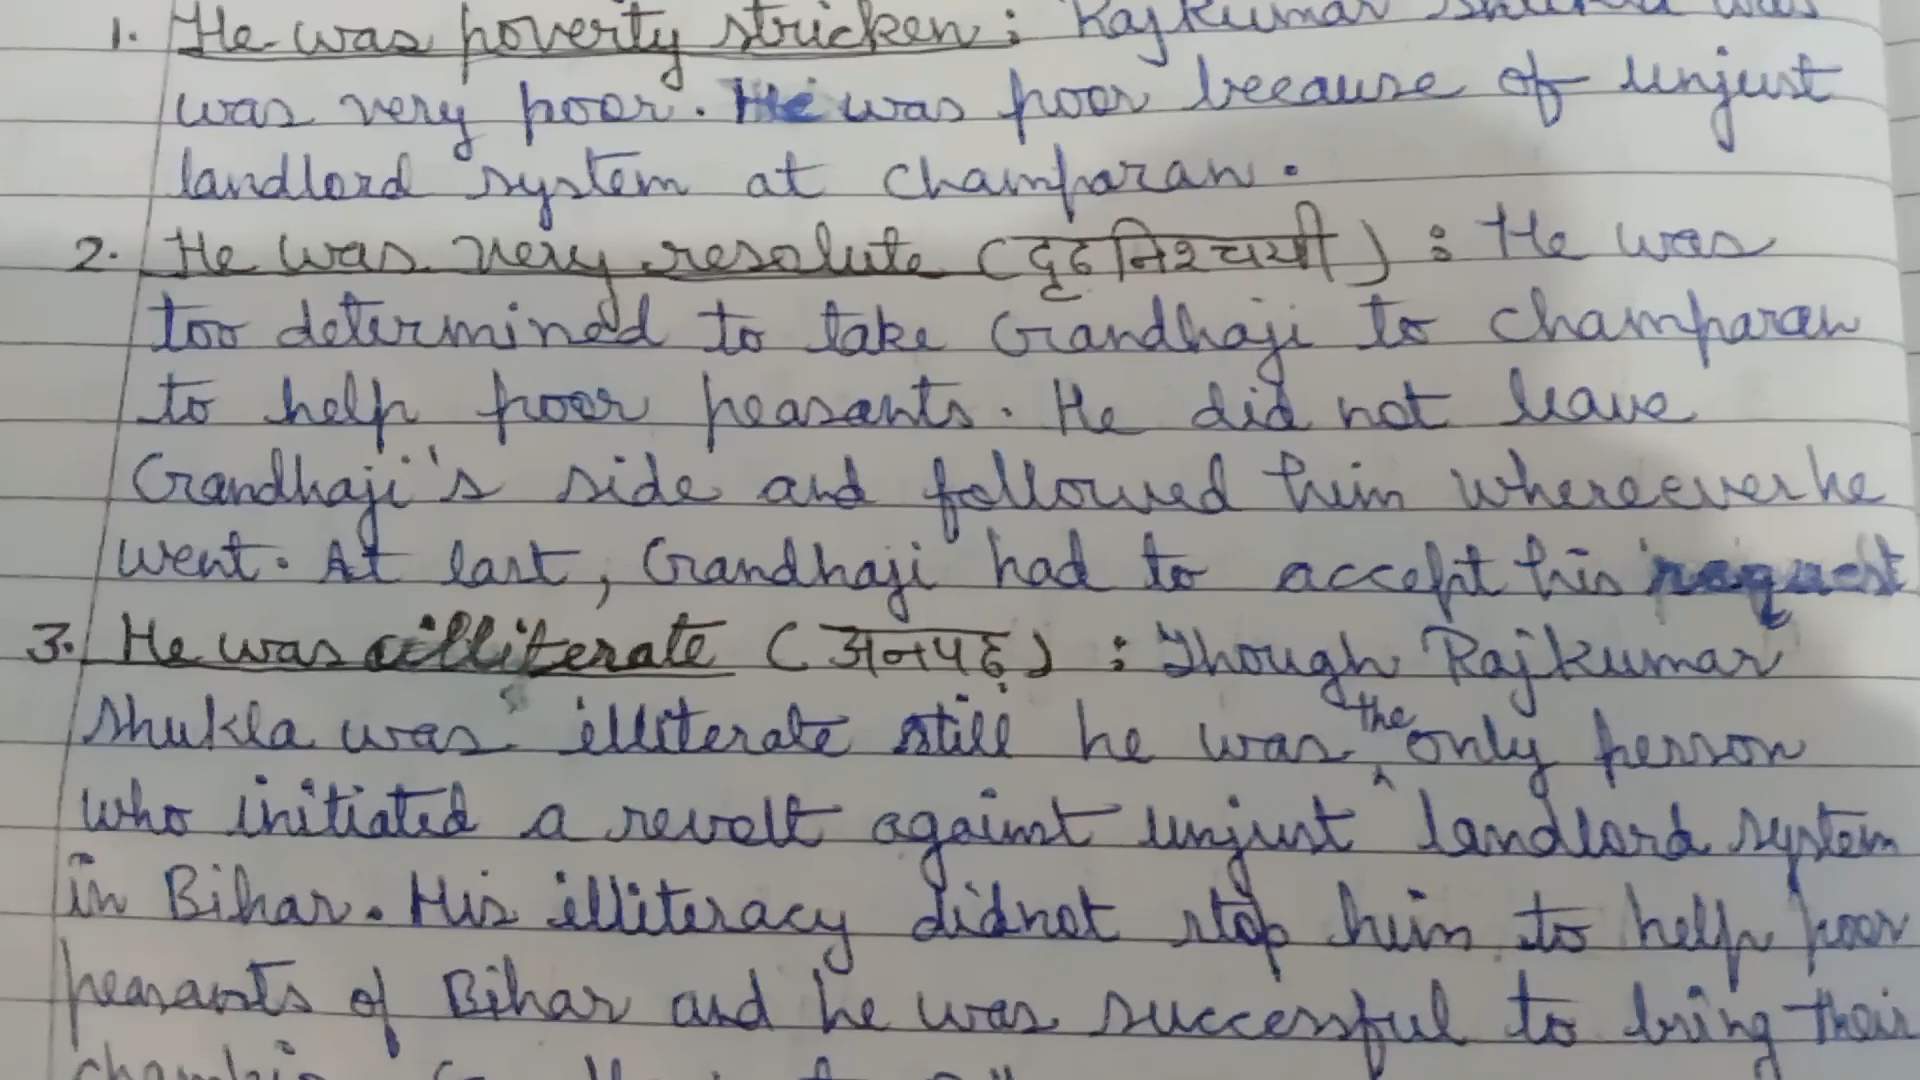 1. He was poverty stricken : Rajkumar Shukla was
was very poor. He was poor because of unjust
landlord system at champaran.
2. He was very resolute (दृढ़ निश्चयी) : He was
too determined to take Gandhaji to champaran
to help poor peasants. He did not leave
Gandhaji's side and followed him whereever he
went. At last, Gandhaji had to accept his request
3. He was illiterate (अनपढ़) : Though Rajkumar
Shukla was illiterate still he was the only person
who initiated a revolt against unjust landlord system
in Bihar. His illiteracy didnot stop him to help poor
peasants of Bihar and he was successful to bring their